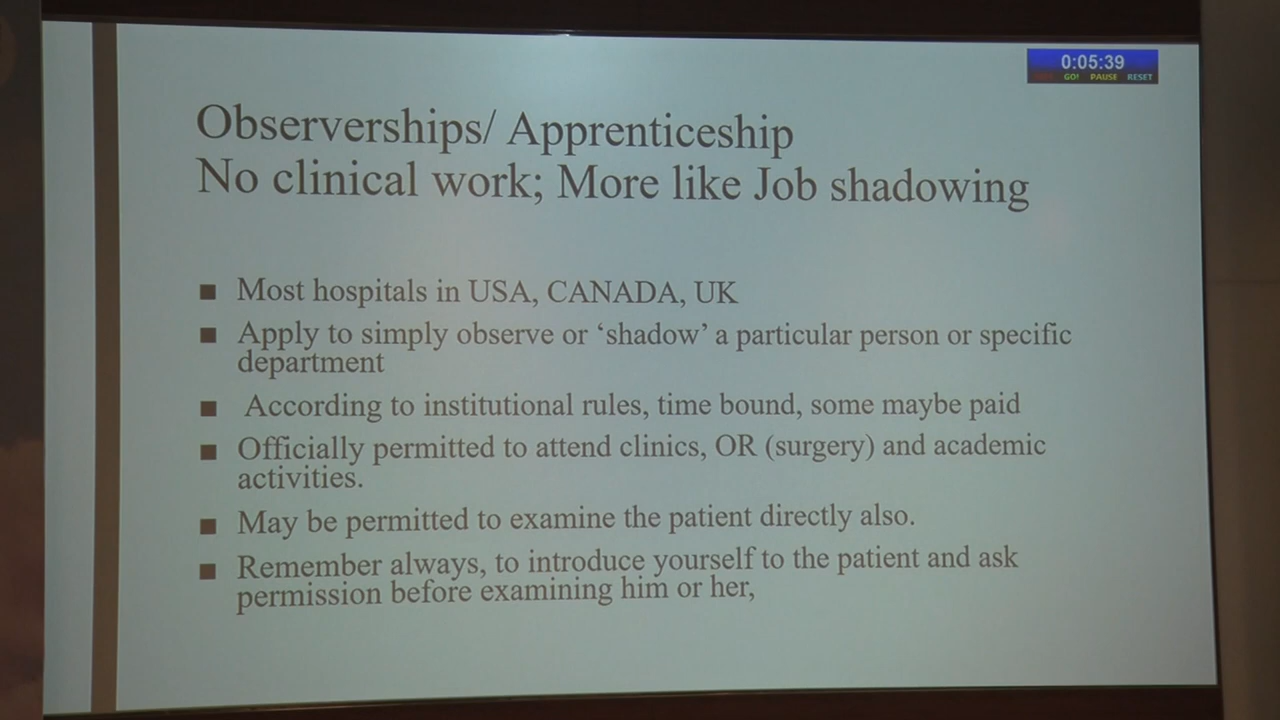 0:05:39
GO! PAUSE RESET
Observerships/ Apprenticeship
No clinical work; More like Job shadowing
■ Most hospitals in USA, CANADA, UK
■ Apply to simply observe or ‘shadow’ a particular person or specific
department
■ According to institutional rules, time bound, some maybe paid
■ Officially permitted to attend clinics, OR (surgery) and academic
activities.
■ May be permitted to examine the patient directly also.
■ Remember always, to introduce yourself to the patient and ask
permission before examining him or her,